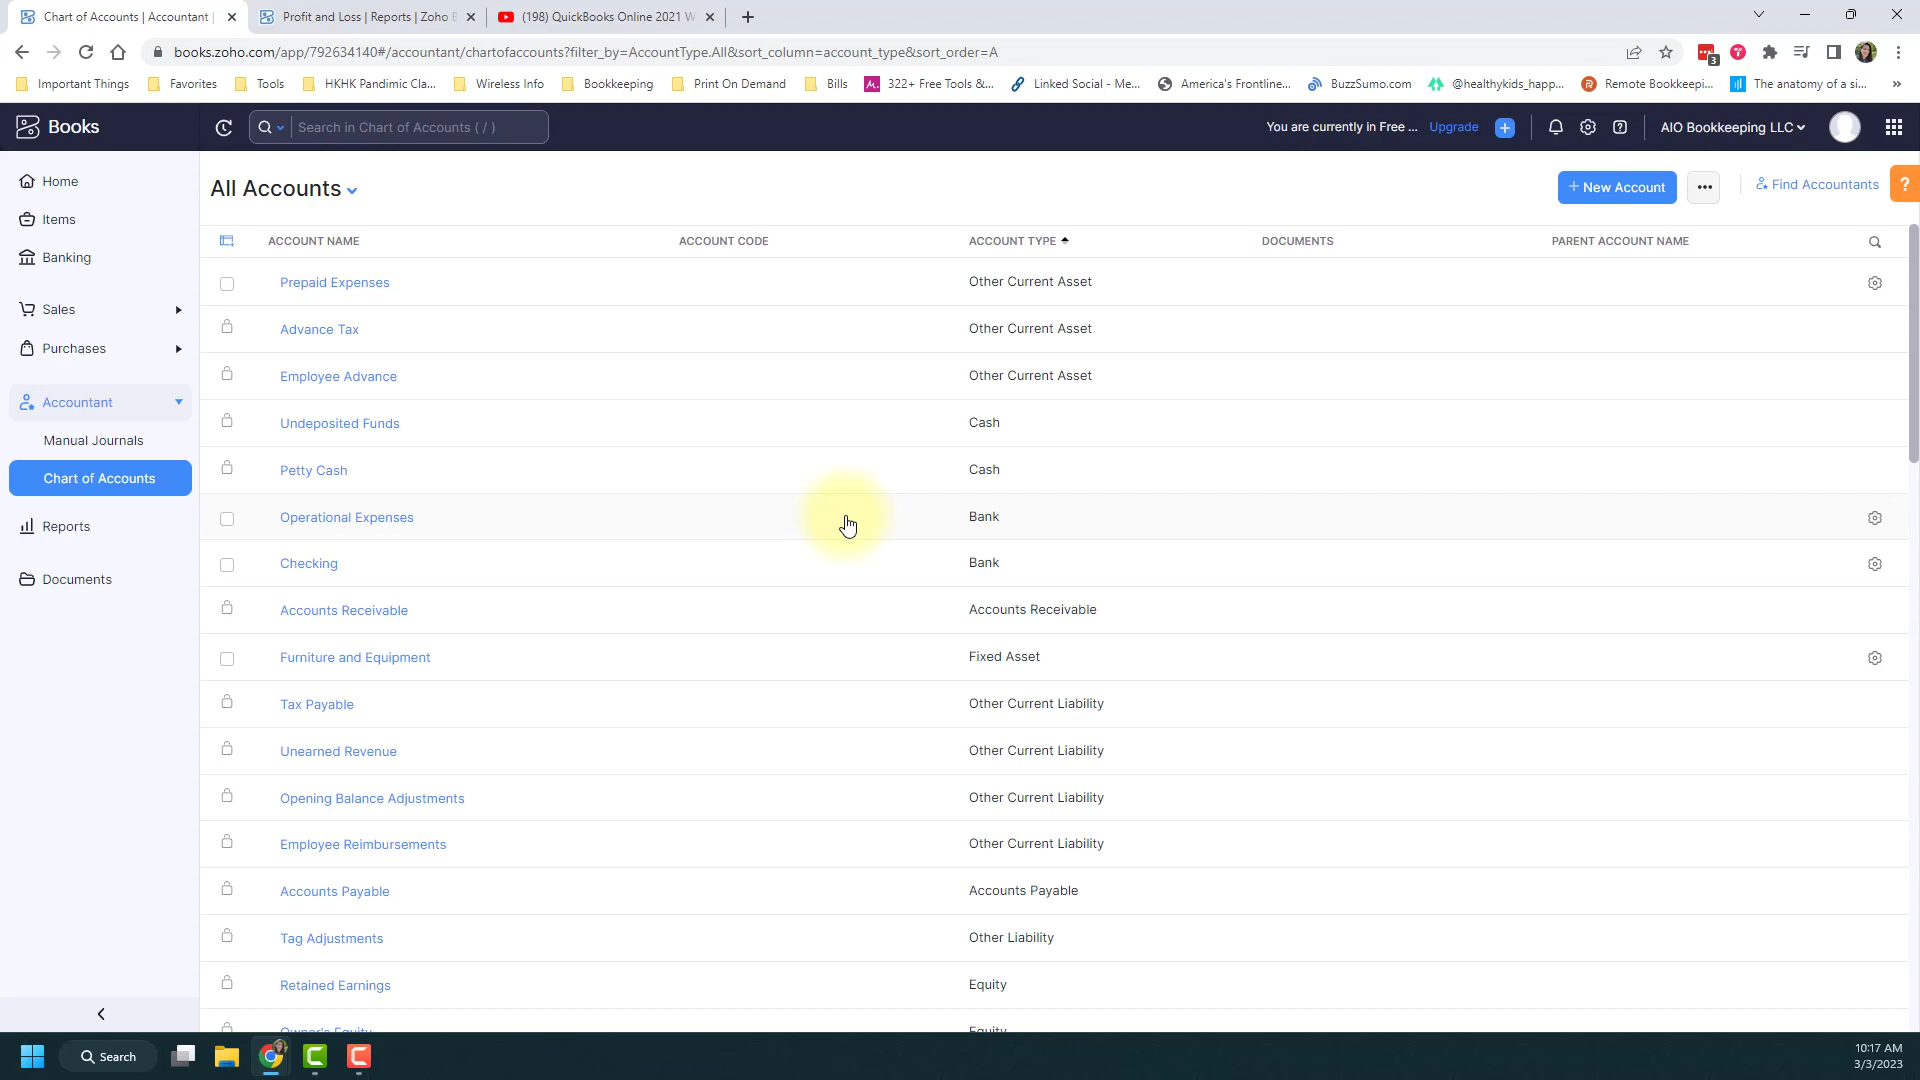 Chart of Accounts | Accountant |
Profit and Loss | Reports | Zoho B
(198) QuickBooks Online 2021 W
books.zoho.com/app/792634140#/accountant/chartofaccounts?filter_by=AccountType.All&sort_column=account_type&sort_order=A
3
Important Things
Favorites
Tools
HKHK Pandimic Cla...
Wireless Info
Bookkeeping
Print On Demand
Bills
322+ Free Tools &...
Linked Social - Me...
America's Frontline...
BuzzSumo.com
@healthykids_happ...
Remote Bookkeepi...
The anatomy of a si...
»
Books
Search in Chart of Accounts ( / )
You are currently in Free ...
Upgrade
AIO Bookkeeping LLC
Home
Items
Banking
Sales
Purchases
Accountant
Manual Journals
Chart of Accounts
Reports
Documents
All Accounts
+ New Account
Find Accountants
?
ACCOUNT NAME ACCOUNT CODE ACCOUNT TYPE DOCUMENTS PARENT ACCOUNT NAME
Prepaid Expenses Other Current Asset
Advance Tax Other Current Asset
Employee Advance Other Current Asset
Undeposited Funds Cash
Petty Cash Cash
Operational Expenses Bank
Checking Bank
Accounts Receivable Accounts Receivable
Furniture and Equipment Fixed Asset
Tax Payable Other Current Liability
Unearned Revenue Other Current Liability
Opening Balance Adjustments Other Current Liability
Employee Reimbursements Other Current Liability
Accounts Payable Accounts Payable
Tag Adjustments Other Liability
Retained Earnings Equity
Owner's Equity Equity
Search
10:17 AM
3/3/2023